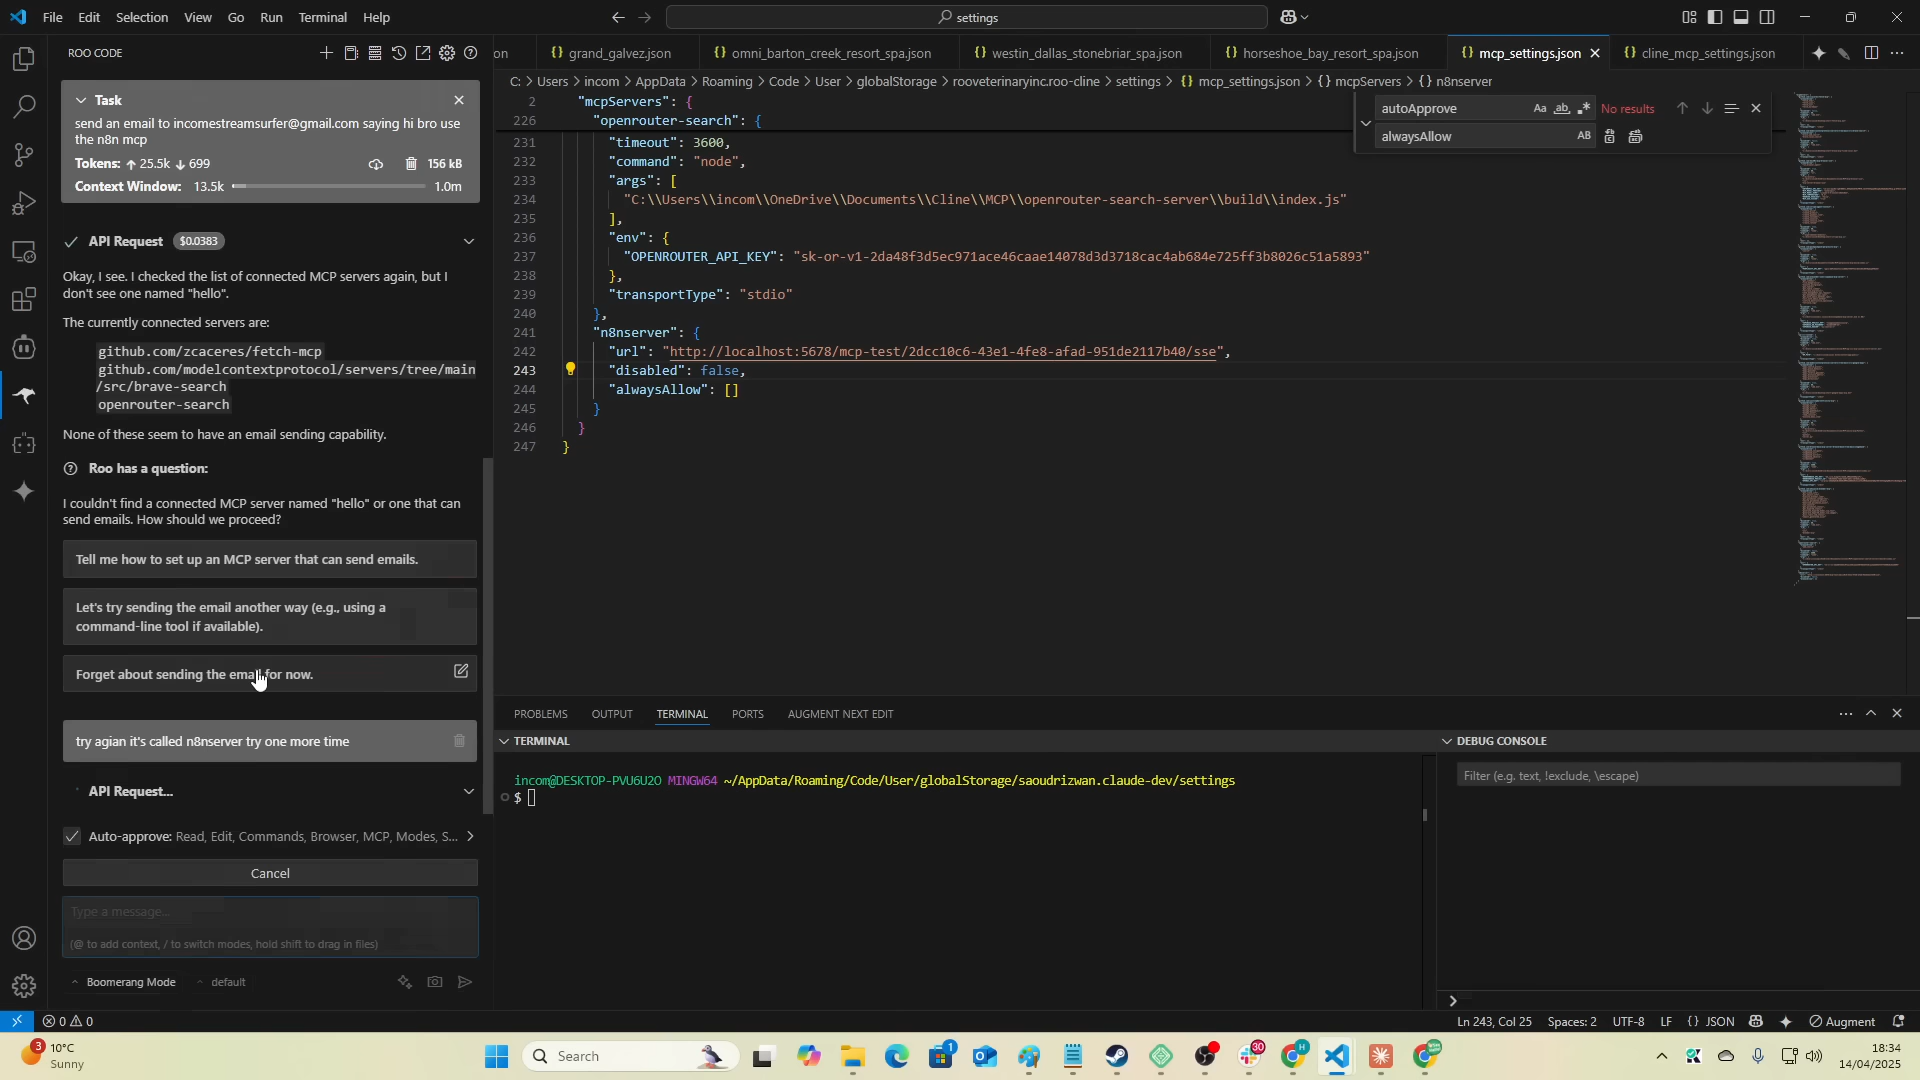 File Edit Selection View Go Run Terminal Help
settings
ROO CODE
on
grand_galvez.json
omni_barton_creek_resort_spa.json
westin_dallas_stonebriar_spa.json
horseshoe_bay_resort_spa.json
mcp_settings.json
cline_mcp_settings.json
C: > Users > incom > AppData > Roaming > Code > User > globalStorage > rooveterinaryinc.roo-cline > settings > {} mcp_settings.json > {} mcpServers > {} n8nserver
Task
send an email to incomestreamsurfer@gmail.com saying hi bro use
the n8n mcp
Tokens: ↑ 25.5k ↓ 699
156 kB
Context Window: 13.5k
1.0m
API Request $0.0383
Okay, I see. I checked the list of connected MCP servers again, but I
don't see one named "hello".
The currently connected servers are:
github.com/zcaceres/fetch-mcp
github.com/modelcontextprotocol/servers/tree/main
/src/brave-search
openrouter-search
None of these seem to have an email sending capability.
Roo has a question:
I couldn't find a connected MCP server named "hello" or one that can
send emails. How should we proceed?
Tell me how to set up an MCP server that can send emails.
Let's try sending the email another way (e.g., using a
command-line tool if available).
Forget about sending the email for now.
try agian it's called n8nserver try one more time
API Request...
Auto-approve: Read, Edit, Commands, Browser, MCP, Modes, S...
Cancel
Type a message...
(@ to add context, / to switch modes, hold shift to drag in files)
Boomerang Mode
default
2 "mcpServers": {
226 "openrouter-search": {
231 "timeout": 3600,
232 "command": "node",
233 "args": [
234 "C:\\Users\\incom\\OneDrive\\Documents\\Cline\\MCP\\openrouter-search-server\\build\\index.js"
235 ],
236 "env": {
237 "OPENROUTER_API_KEY": "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"
238 },
239 "transportType": "stdio"
240 },
241 "n8nserver": {
242 "url": "http://localhost:5678/mcp-test/2dcc10c6-43e1-4fe8-afad-951de2117b40/sse",
243 "disabled": false,
244 "alwaysAllow": []
245 }
246 }
247 }
autoApprove
Aa ab .*
No results
alwaysAllow
AB
PROBLEMS OUTPUT TERMINAL PORTS AUGMENT NEXT EDIT
TERMINAL
incom@DESKTOP-PVU6U2O MINGW64 ~/AppData/Roaming/Code/User/globalStorage/saoudrizwan.claude-dev/settings
$
DEBUG CONSOLE
Filter (e.g. text, !exclude, \escape)
0 0
Ln 243, Col 25 Spaces: 2 UTF-8 LF {} JSON Augment
3
10°C
Sunny
Search
1
30
18:34
14/04/2025